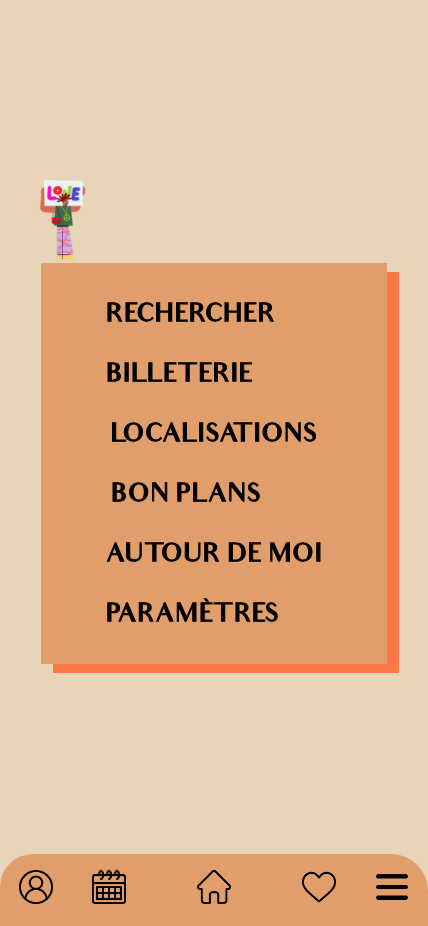 LOVE
RECHERCHER
BILLETERIE
LOCALISATIONS
BON PLANS
AUTOUR DE MOI
PARAMÈTRES